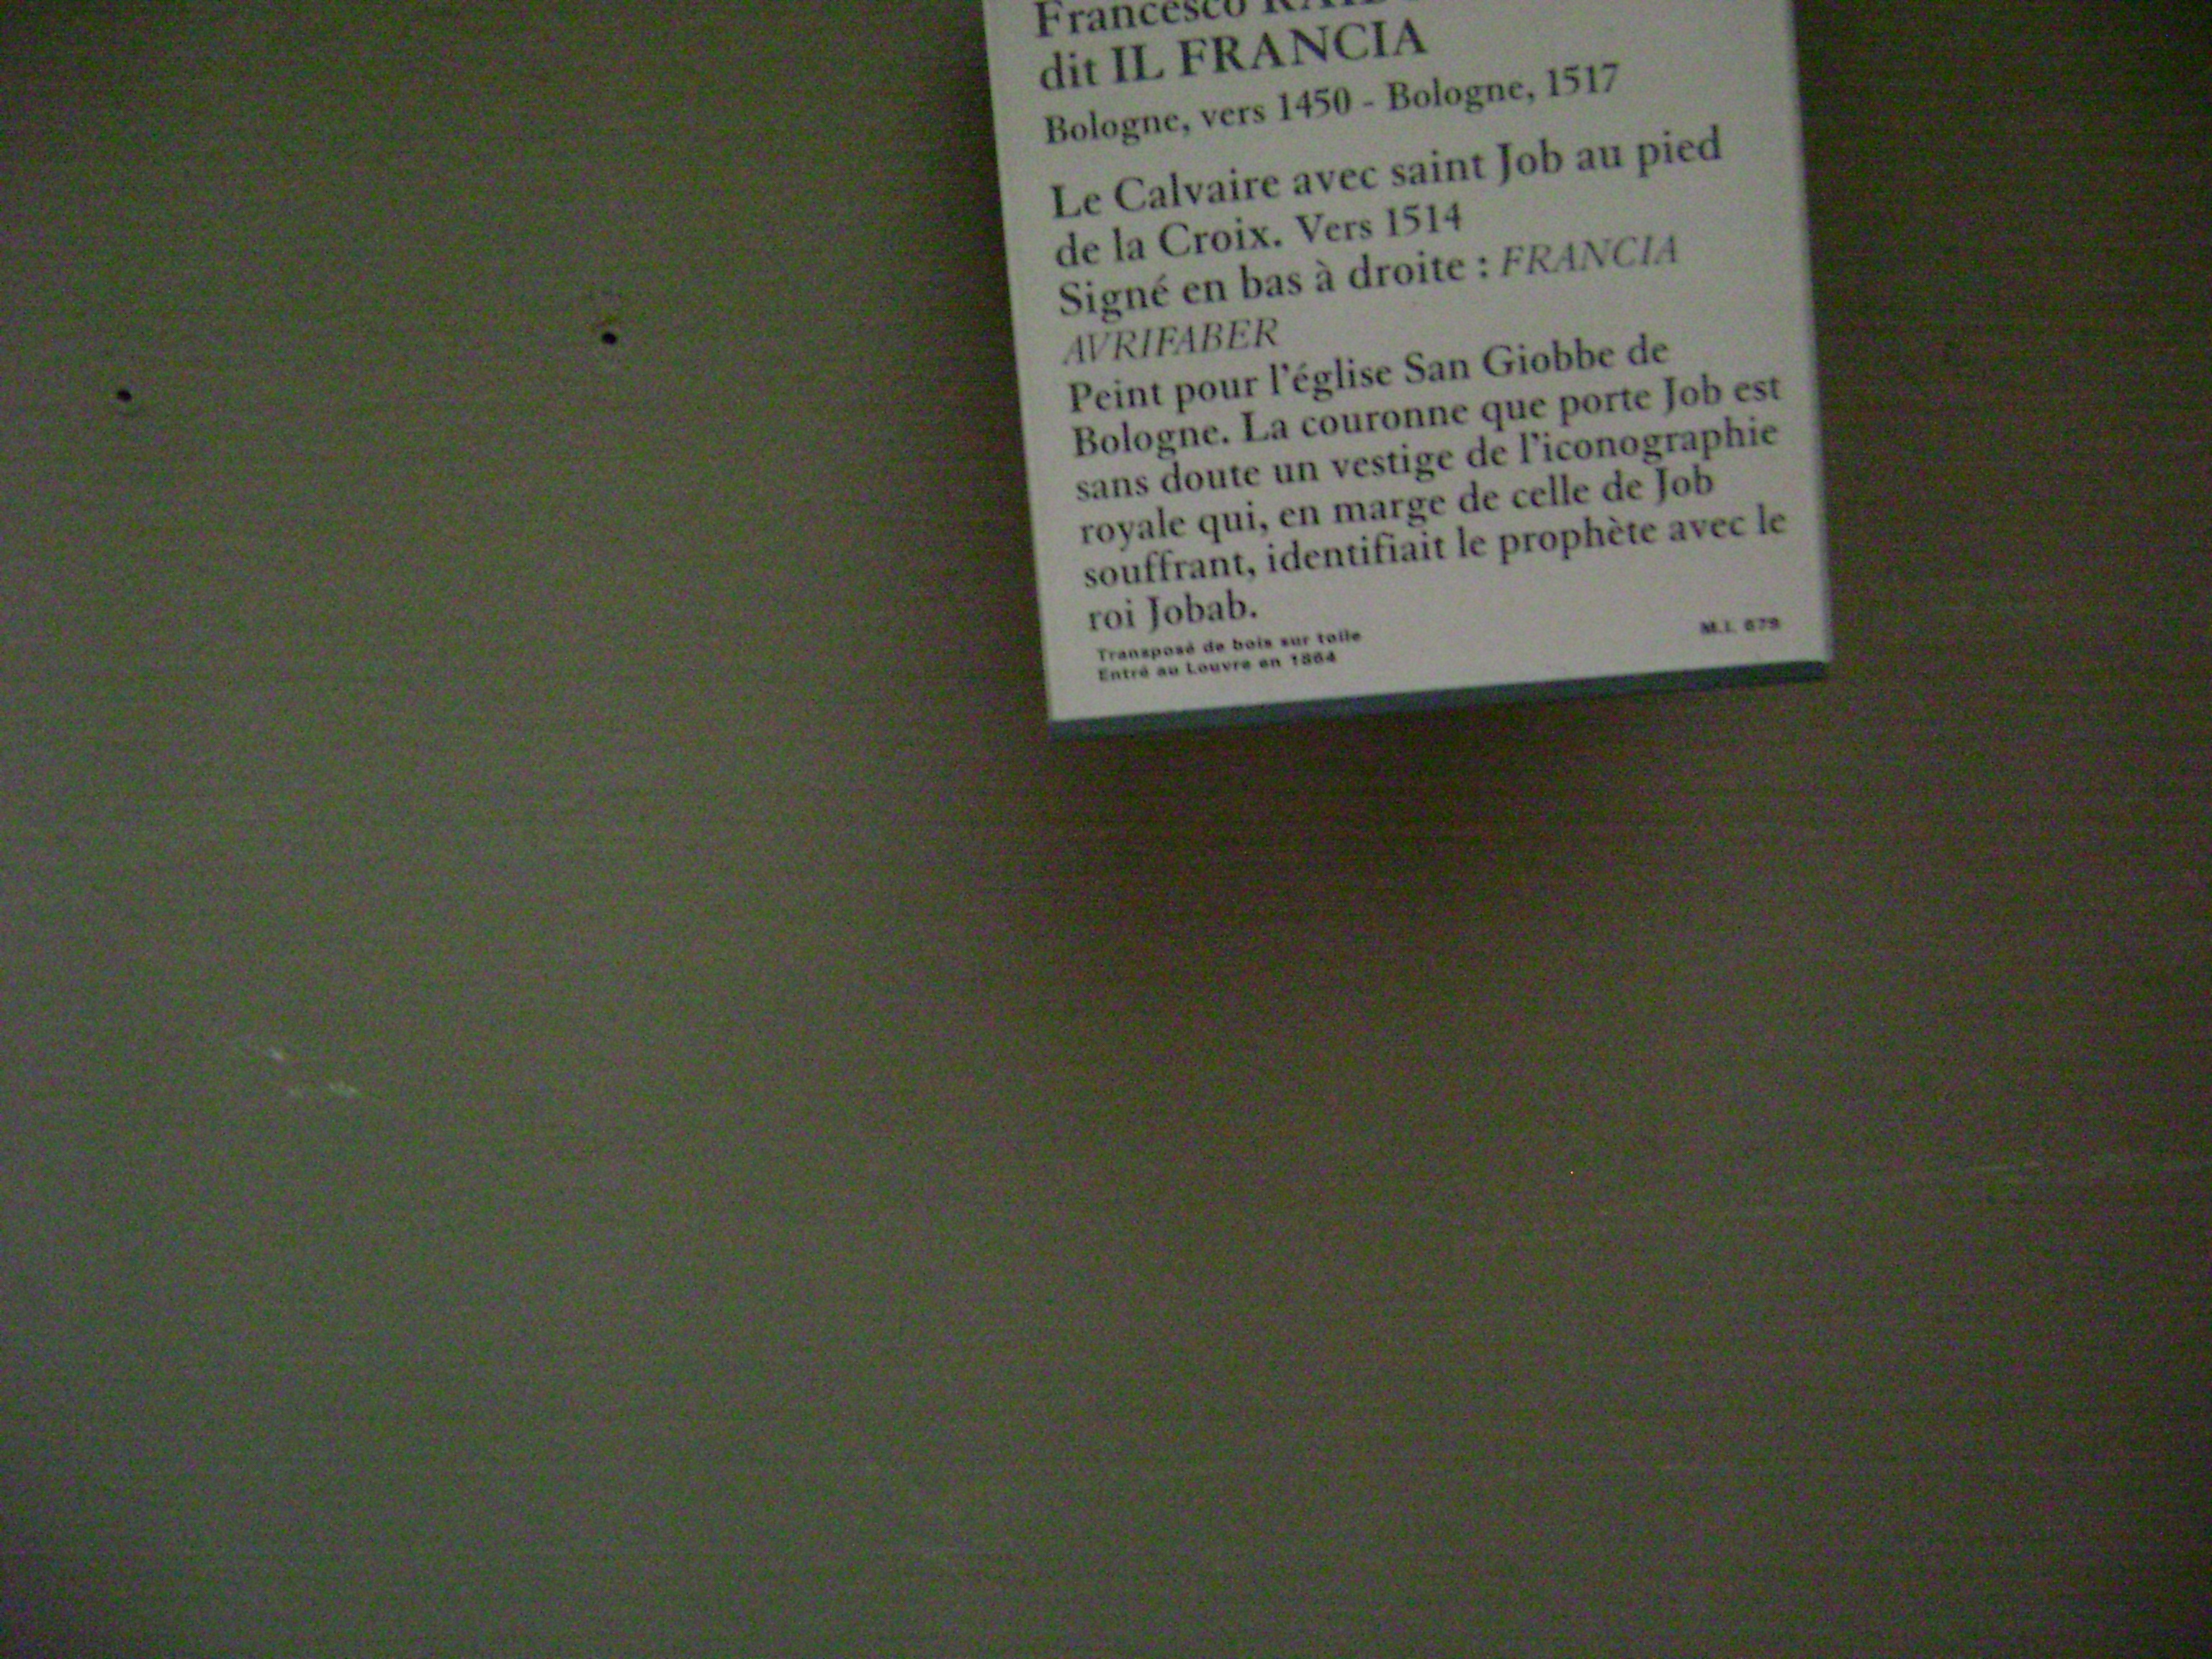 Francesco
dit IL FRANCIA
Bologne, vers 1450 - Bologne, 1517
Le Calvaire avec saint Job au pied
de la Croix. Vers 1514
Signé en bas à droite : FRANCIA
AVRIFABER
Peint pour l'église San Giobbe de
Bologne. La couronne que porte Job est
sans doute un vestige de l'iconographie
royale qui, en marge de celle de Job
souffrant, identifiait le prophète avec le
roi Jobab.
Transposé de bois sur toile
Entré au Louvre en 1864
M.I.